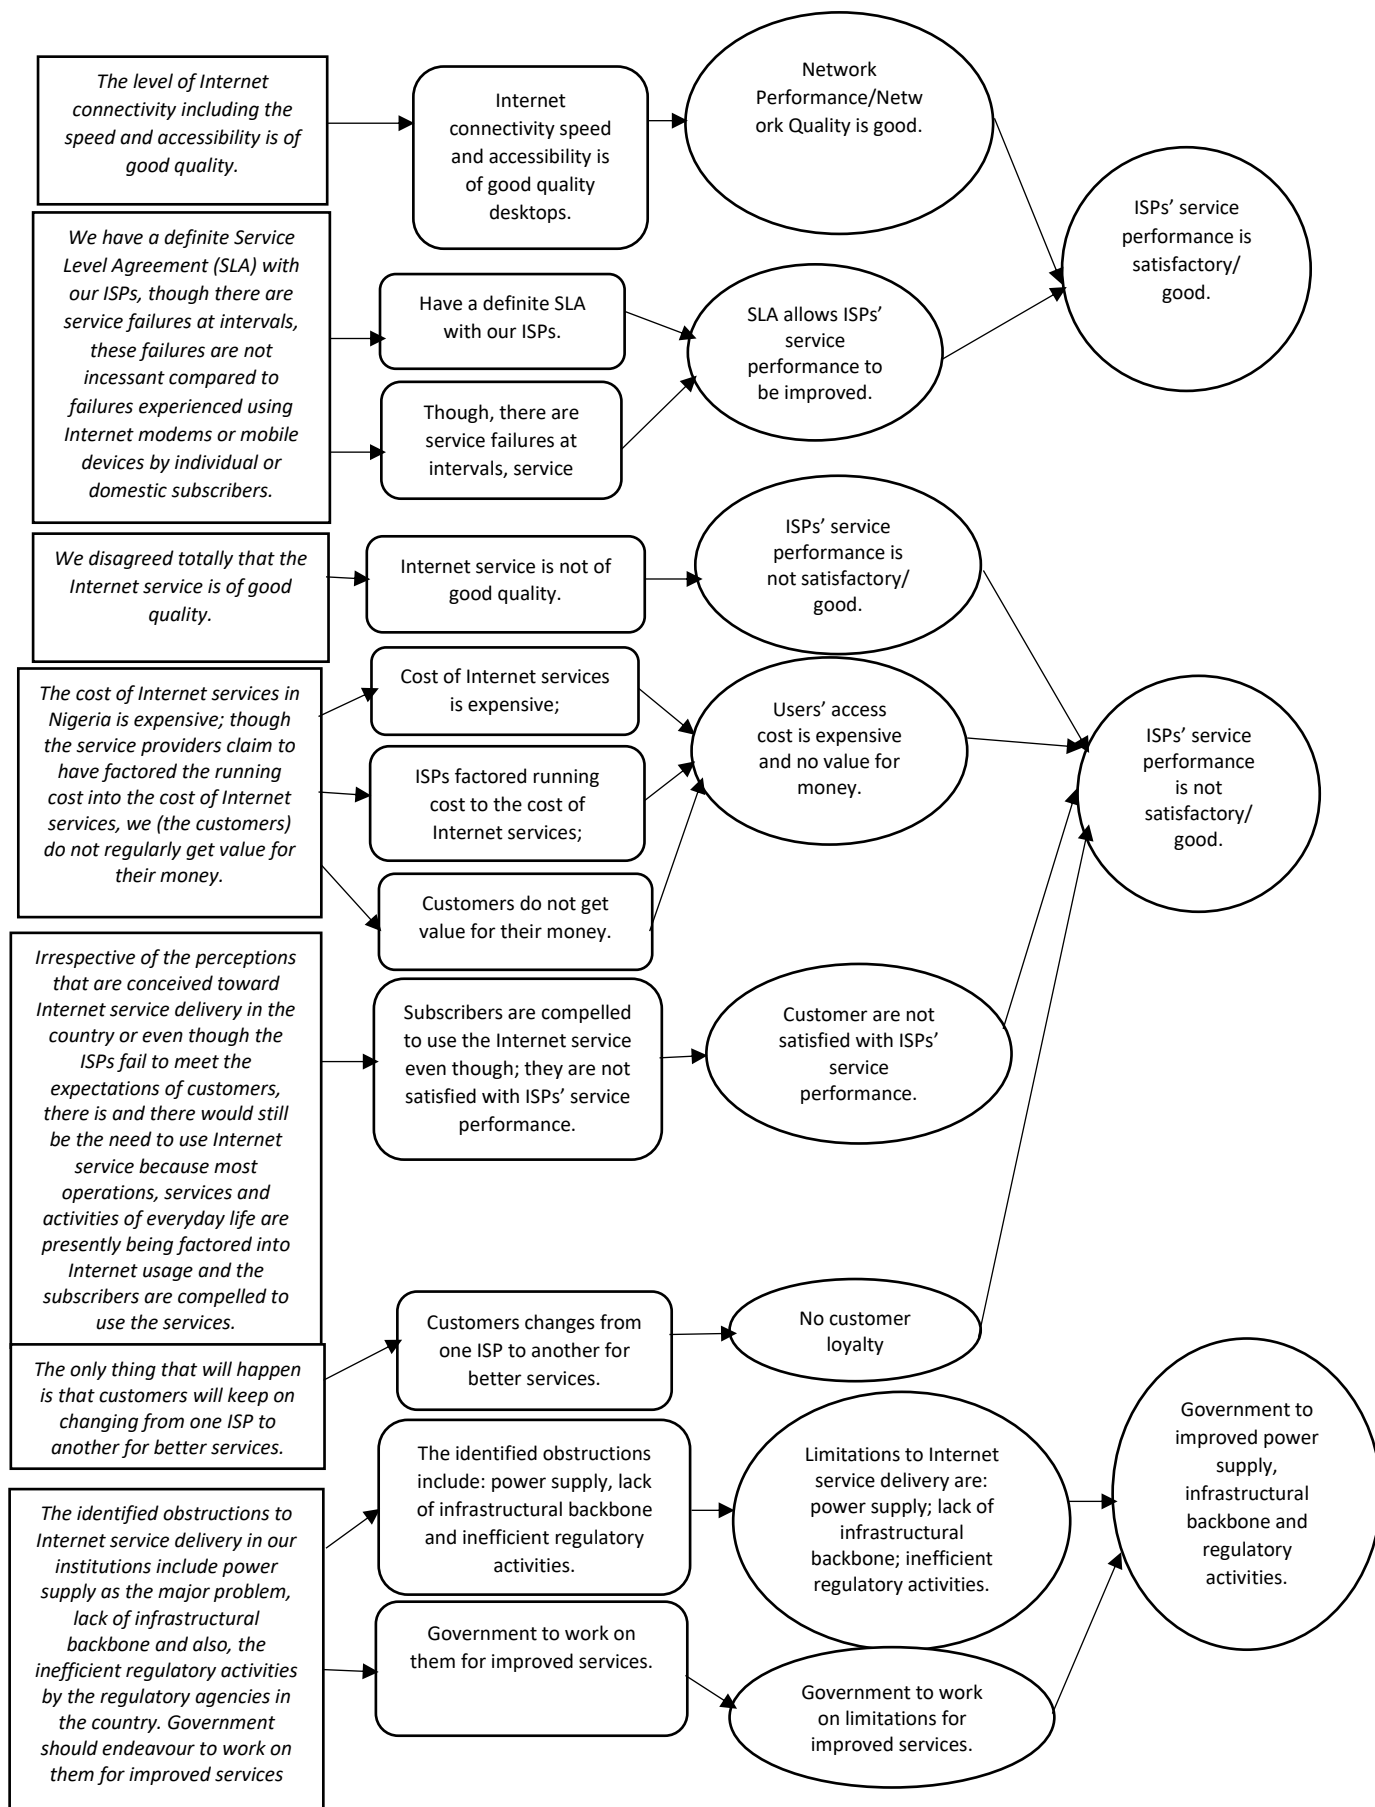 The level of Internet
connectivity including the
speed and accessibility is of
good quality.
Internet
connectivity speed
and accessibility is
of good quality
desktops.
Network
Performance/Netw
ork Quality is good.
ISPs’ service
performance is
satisfactory/
good.
We have a definite Service
Level Agreement (SLA) with
our ISPs, though there are
service failures at intervals,
these failures are not
incessant compared to
failures experienced using
Internet modems or mobile
devices by individual or
domestic subscribers.
Have a definite SLA
with our ISPs.
Though, there are
service failures at
intervals, service
SLA allows ISPs’
service
performance to
be improved.
We disagreed totally that the
Internet service is of good
quality.
Internet service is not of
good quality.
ISPs’ service
performance is
not satisfactory/
good.
The cost of Internet services in
Nigeria is expensive; though
the service providers claim to
have factored the running
cost into the cost of Internet
services, we (the customers)
do not regularly get value for
their money.
Cost of Internet services
is expensive;
ISPs factored running
cost to the cost of
Internet services;
Customers do not get
value for their money.
Users’ access
cost is expensive
and no value for
money.
ISPs’ service
performance
is not
satisfactory/
good.
Irrespective of the perceptions
that are conceived toward
Internet service delivery in the
country or even though the
ISPs fail to meet the
expectations of customers,
there is and there would still
be the need to use Internet
service because most
operations, services and
activities of everyday life are
presently being factored into
Internet usage and the
subscribers are compelled to
use the services.
Subscribers are compelled
to use the Internet service
even though; they are not
satisfied with ISPs’ service
performance.
Customer are not
satisfied with ISPs’
service
performance.
The only thing that will happen
is that customers will keep on
changing from one ISP to
another for better services.
Customers changes from
one ISP to another for
better services.
No customer
loyalty
The identified obstructions to
Internet service delivery in our
institutions include power
supply as the major problem,
lack of infrastructural
backbone and also, the
inefficient regulatory activities
by the regulatory agencies in
the country. Government
should endeavour to work on
them for improved services
The identified obstructions
include: power supply, lack
of infrastructural backbone
and inefficient regulatory
activities.
Government to work on
them for improved services.
Limitations to Internet
service delivery are:
power supply; lack of
infrastructural
backbone; inefficient
regulatory activities.
Government to work
on limitations for
improved services.
Government to
improved power
supply,
infrastructural
backbone and
regulatory
activities.